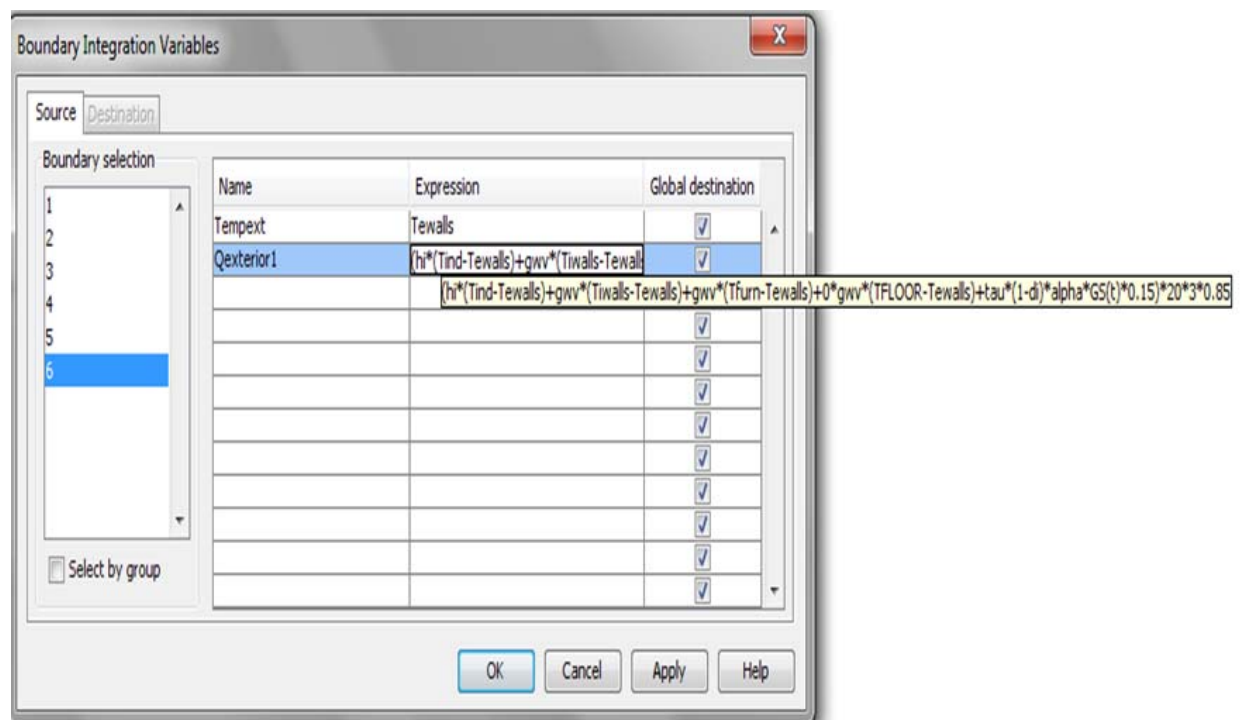 Boundary Integration Variables
X
Source Destination
Boundary selection
1
2
3
4
5
6
Select by group
Name Expression Global destination
Tempext Tewalls
Qexterior1 (hi*(Tind-Tewalls)+gwv*(Tiwalls-Tewalls
(hi*(Tind-Tewalls)+gwv*(Tiwalls-Tewalls)+gwv*(Tfurn-Tewalls)+0*gwv*(TFLOOR-Tewalls)+tau*(1-di)*alpha*GS(t)*0.15)*20*3*0.85
OK Cancel Apply Help